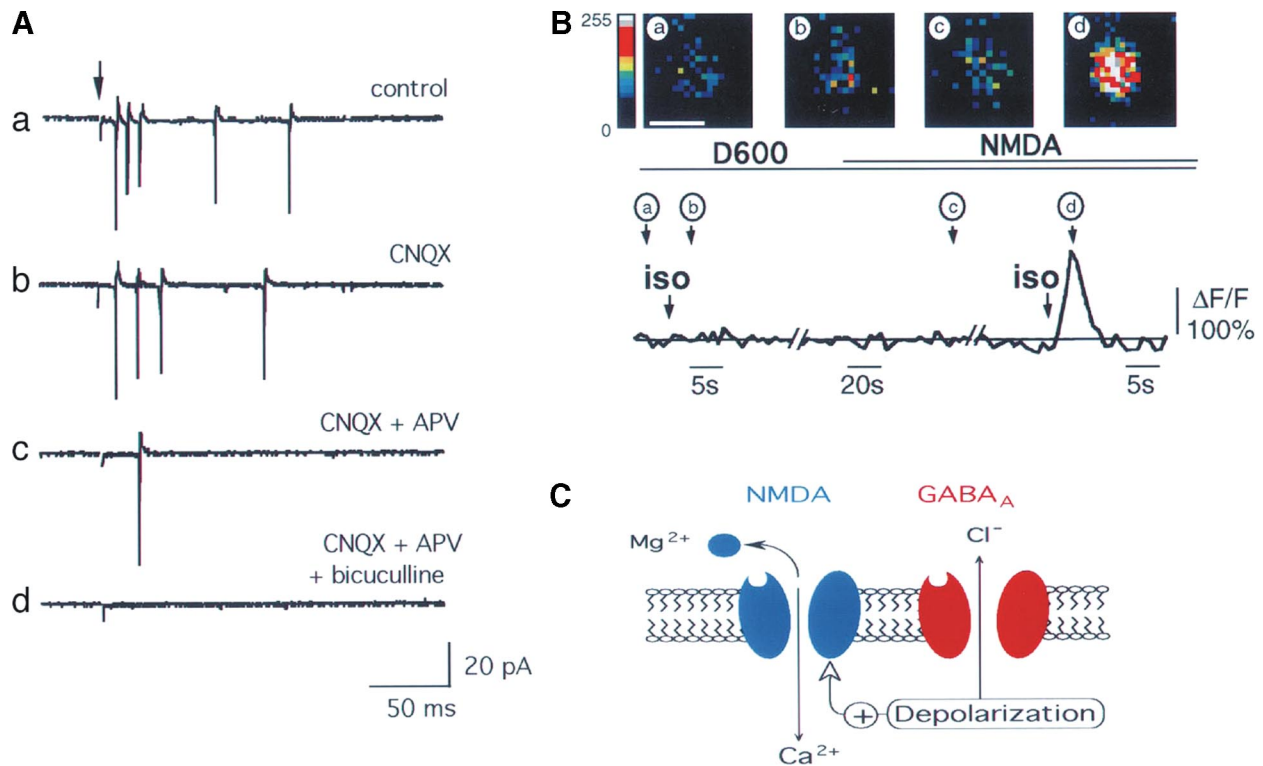 A
a
control
b
CNQX
c
CNQX + APV
CNQX + APV
+ bicuculline
d
20 pA
50 ms
B
255
0
a
b
c
d
D600
NMDA
a
b
c
d
iso
iso
ΔF/F
100%
5s
20s
5s
C
NMDA
GABA_A
Mg²⁺
Cl⁻
+
Depolarization
Ca²⁺